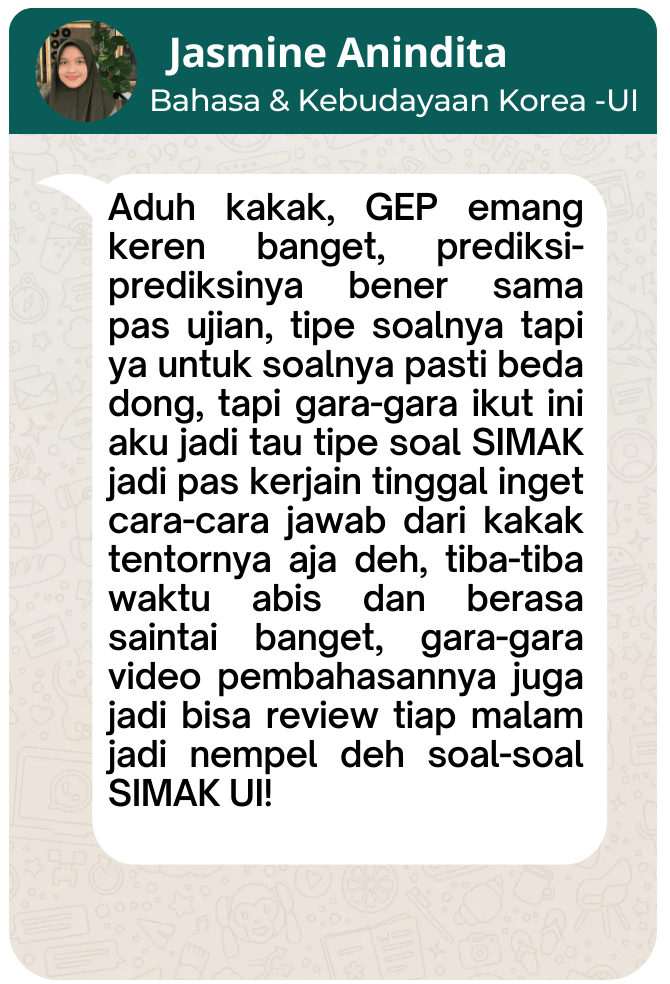 Jasmine Anindita
Bahasa & Kebudayaan Korea -UI
Aduh kakak, GEP emang
keren banget, prediksi-
prediksinya bener sama
pas ujian, tipe soalnya tapi
ya untuk soalnya pasti beda
dong, tapi gara-gara ikut ini
aku jadi tau tipe soal SIMAK
jadi pas kerjain tinggal inget
cara-cara jawab dari kakak
tentornya aja deh, tiba-tiba
waktu abis dan berasa
saintai banget, gara-gara
video pembahasannya juga
jadi bisa review tiap malam
jadi nempel deh soal-soal
SIMAK UI!